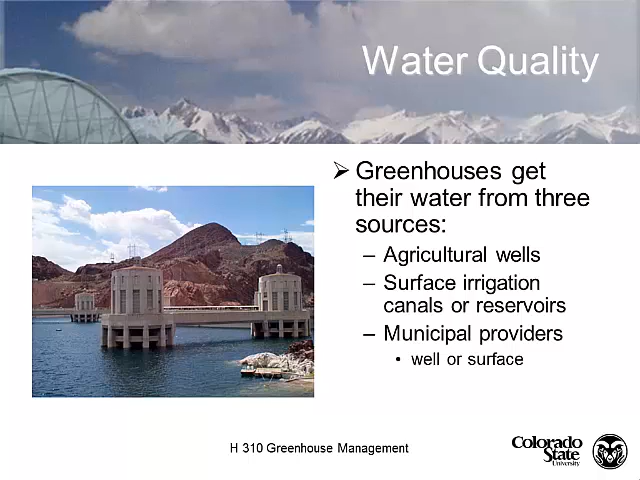 Water Quality
Greenhouses get
their water from three
sources:
– Agricultural wells
– Surface irrigation
canals or reservoirs
– Municipal providers
• well or surface
H 310 Greenhouse Management
Colorado
State
University